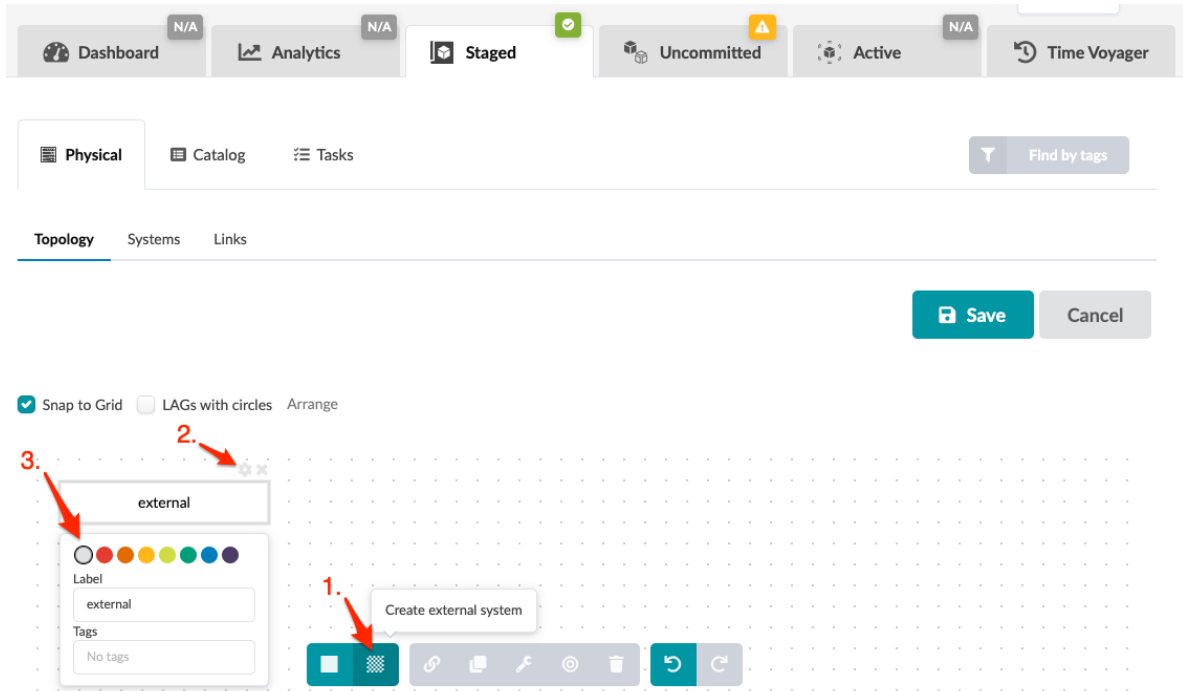 N/A
N/A
N/A
Dashboard
Analytics
Staged
Uncommitted
Active
Time Voyager
Physical
Catalog
Tasks
Find by tags
Topology
Systems
Links
Save
Cancel
Snap to Grid
LAGs with circles
Arrange
2.
3.
external
Label
external
Tags
No tags
1.
Create external system